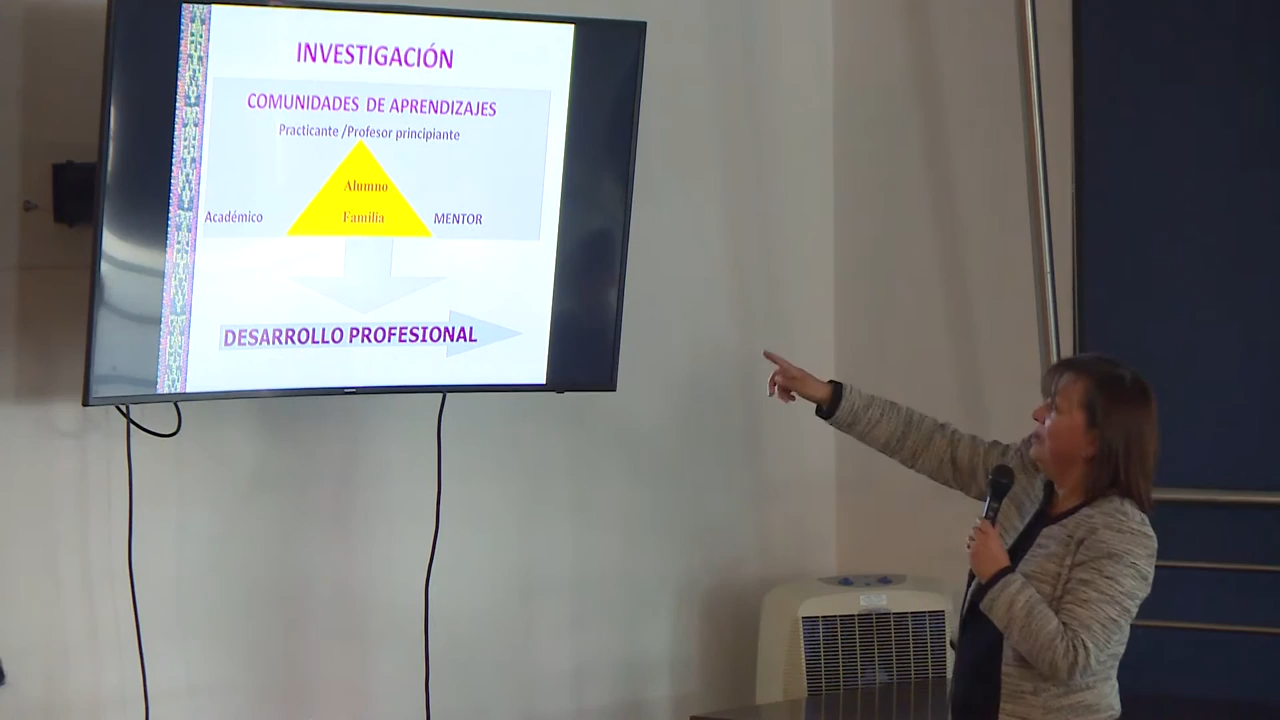 INVESTIGACIÓN
COMUNIDADES DE APRENDIZAJES
Practicante /Profesor principiante
Alumno
Académico Familia MENTOR
DESARROLLO PROFESIONAL